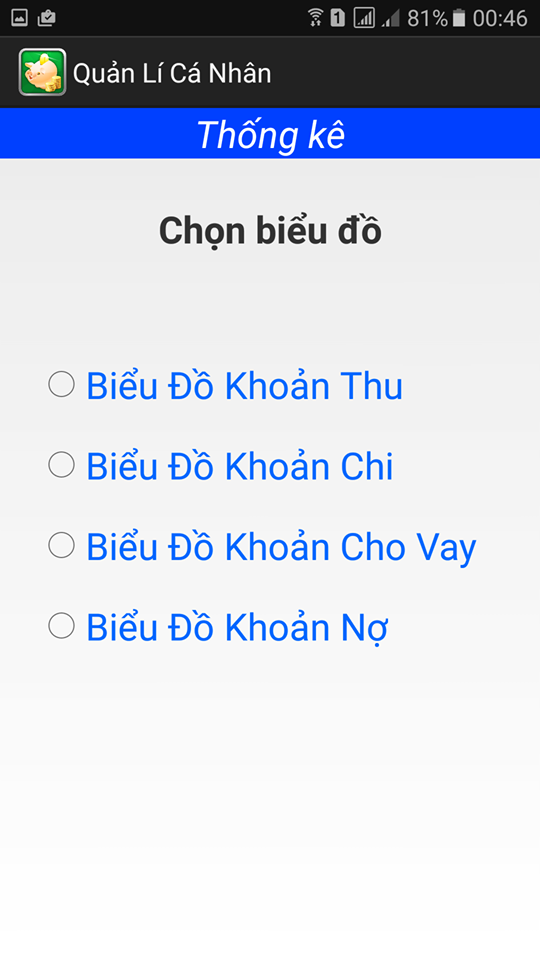 1 81% 00:46
Quản Lí Cá Nhân
Thống kê
Chọn biểu đồ
Biểu Đồ Khoản Thu
Biểu Đồ Khoản Chi
Biểu Đồ Khoản Cho Vay
Biểu Đồ Khoản Nợ